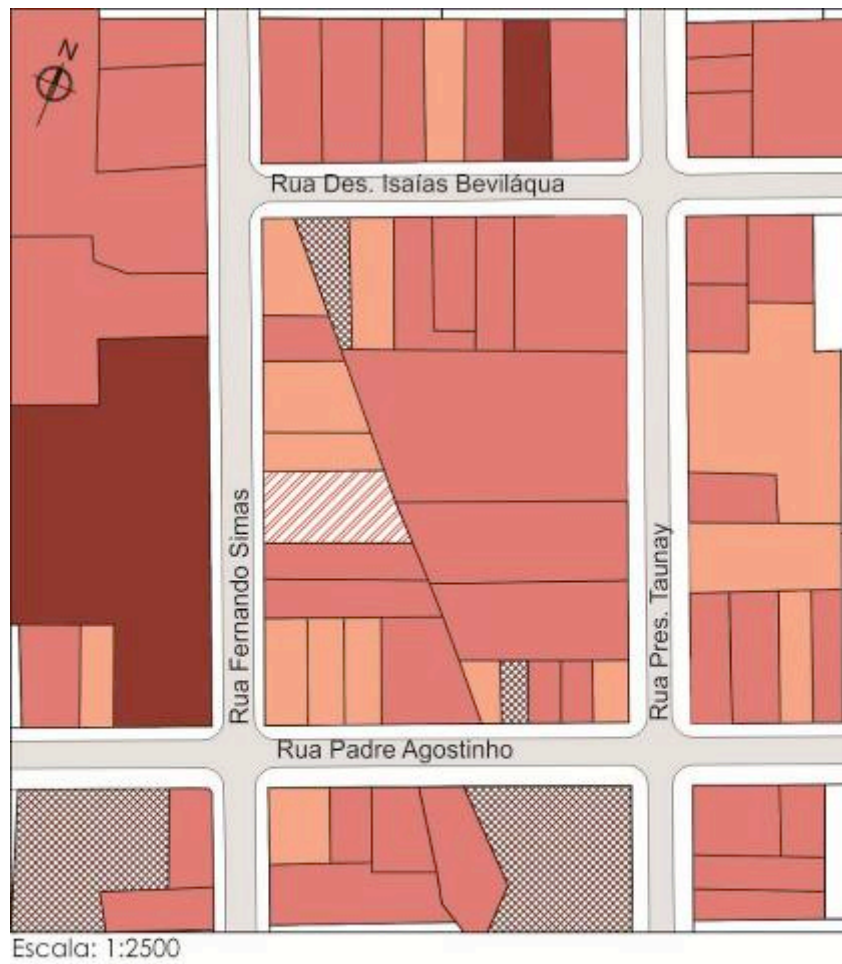 N
Rua Des. Isaías Beviláqua
Rua Fernando Simas
Rua Pres. Taunay
Rua Padre Agostinho
Escala: 1:2500